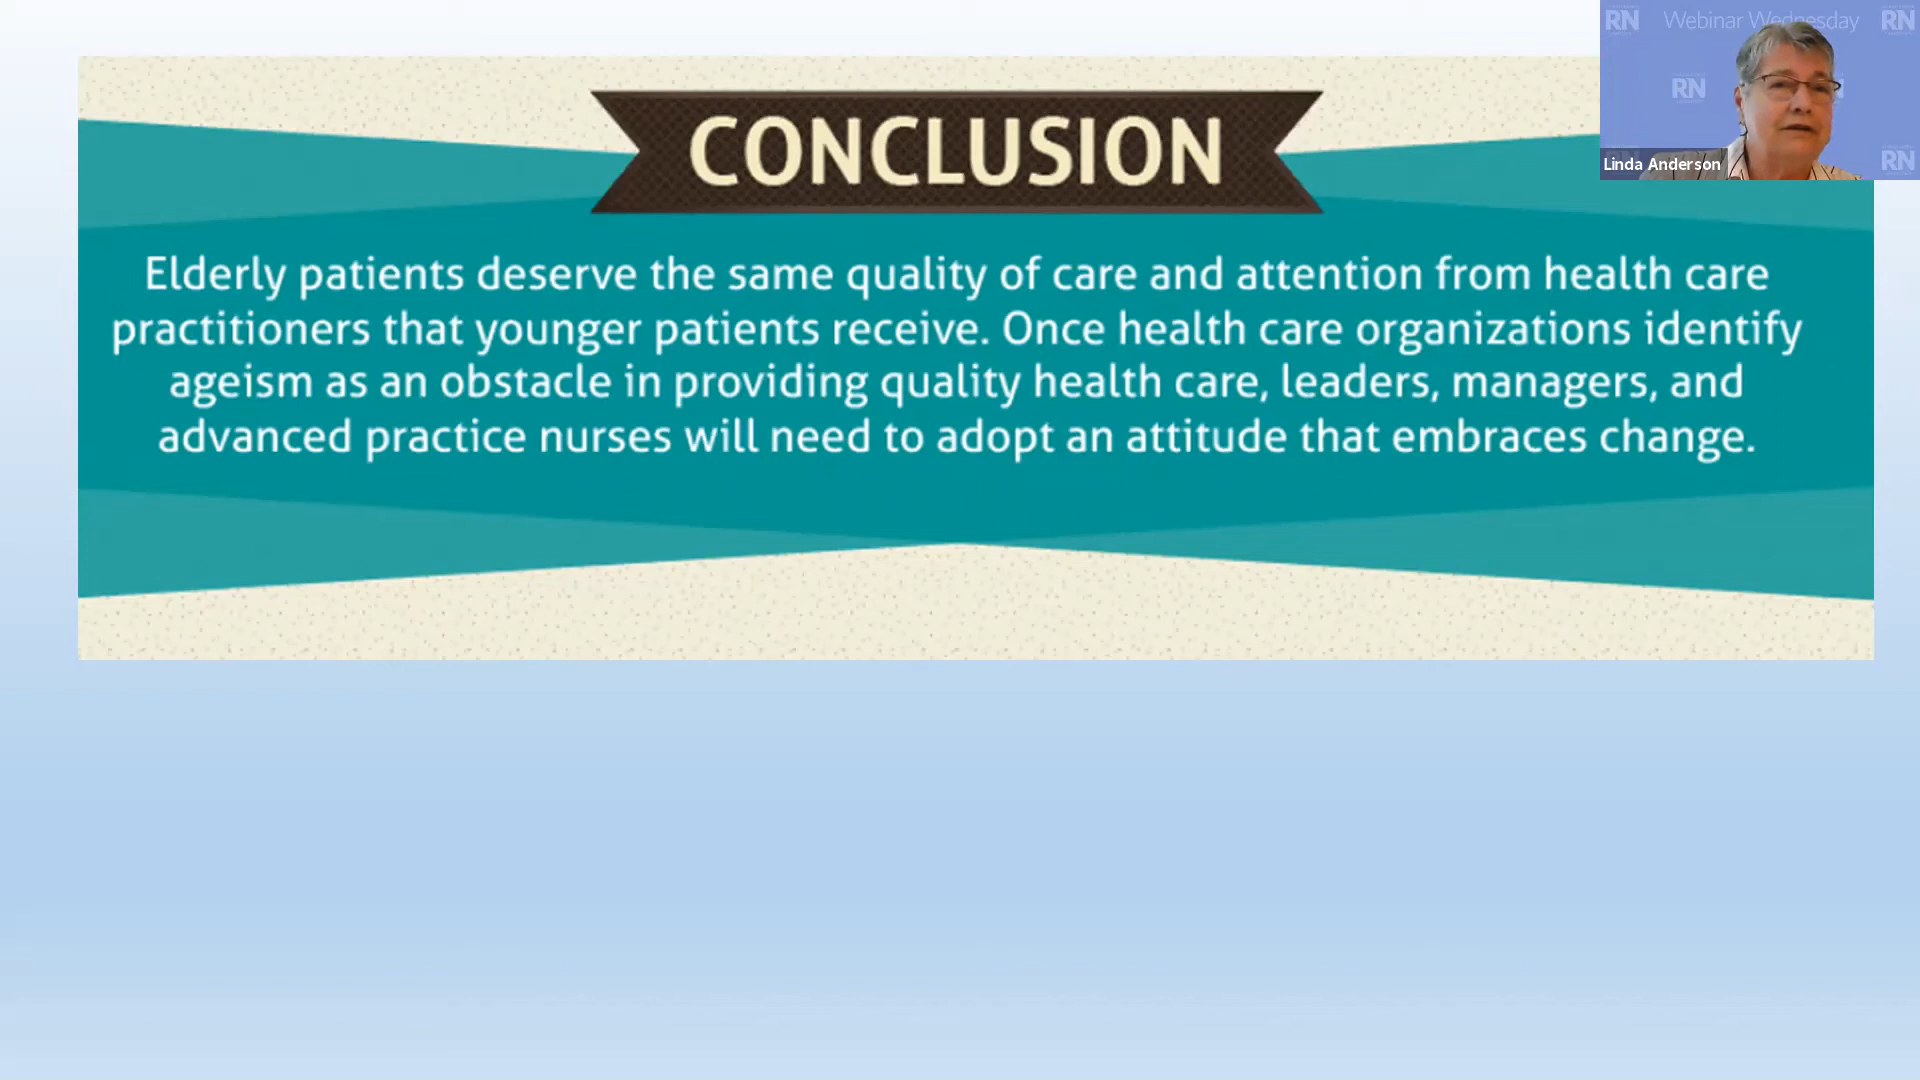 RN Webinar Wednesday RN
RN
CONCLUSION
Linda Anderson
RN
Elderly patients deserve the same quality of care and attention from health care
practitioners that younger patients receive. Once health care organizations identify
ageism as an obstacle in providing quality health care, leaders, managers, and
advanced practice nurses will need to adopt an attitude that embraces change.